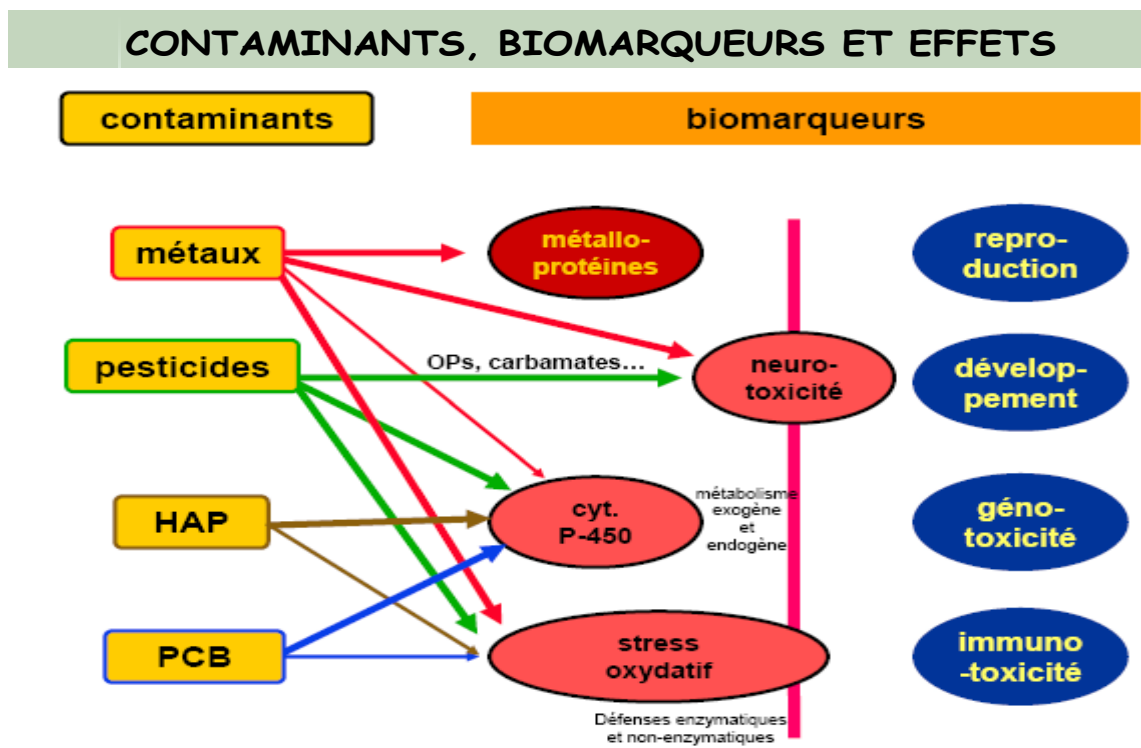 CONTAMINANTS, BIOMARQUEURS ET EFFETS
contaminants
biomarqueurs
métaux
métallo-
protéines
repro-
duction
pesticides
OPs, carbamates...
neuro-
toxicité
dévelop-
pement
HAP
cyt.
P-450
métabolisme
exogène
et
endogène
géno-
toxicité
PCB
stress
oxydatif
immuno
-toxicité
Défenses enzymatiques
et non-enzymatiques